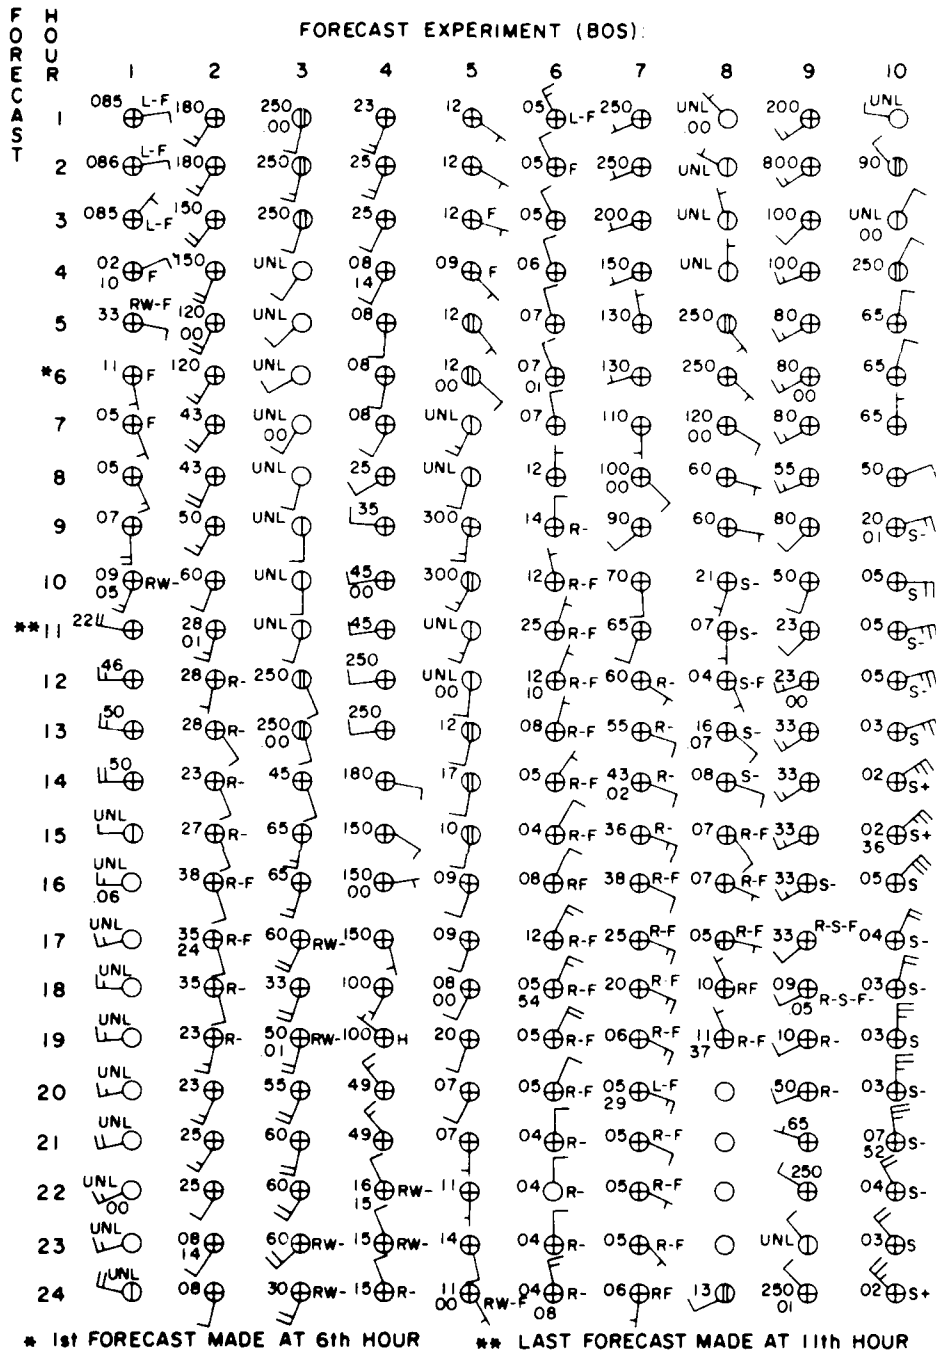 FORECAST HOUR
FORECAST EXPERIMENT (BOS):
1 2 3 4 5 6 7 8 9 10
1 085 L-F 180 250 .00 23 12 05 L-F 250 UNL .00 200 UNL
2 086 L-F 180 250 25 12 05 F 250 UNL 800 90
3 085 L-F 150 250 25 12 F 05 200 UNL 100 UNL 00
4 02 10 F 150 UNL 08 14 09 F 06 150 UNL 100 250
5 33 RW-F 120 00 UNL 08 12 07 130 250 80 65
*6 11 F 120 UNL 08 12 00 07 01 130 250 80 00 65
7 05 F 43 UNL 00 08 UNL 07 110 120 00 80 65
8 05 43 UNL 25 UNL 12 100 00 60 55 50
9 07 50 UNL 35 300 14 R- 90 60 80 20 01 S-
10 09 05 RW- 60 UNL 45 00 300 12 R-F 70 21 S- 50 05 S
**11 22 28 01 UNL 45 UNL 25 R-F 65 07 S- 23 05 S-
12 46 28 R- 250 250 UNL 00 12 10 R-F 60 R- 04 S-F 23 00 05 S-
13 50 28 R- 250 .00 250 12 08 R-F 55 R- 16 .07 S- 33 03 S
14 50 23 R- 45 180 17 05 R-F 43 02 R- 08 S- 33 02 S+
15 UNL 27 R- 65 150 10 04 R-F 36 R- 07 R-F 33 02 36 S+
16 UNL .06 38 R-F 65 150 00 09 08 RF 38 R-F 07 R-F 33 S- 05 S
17 UNL 35 24 R-F 60 RW- 150 09 12 R-F 25 R-F 05 R-F 33 R-S-F 04 S-
18 UNL 35 R- 33 100 08 00 05 54 R-F 20 R-F 10 RF 09 .05 R-S-F- 03 S-
19 UNL 23 R- 50 .01 RW- 100 H 20 05 R-F 06 R-F 11 37 R-F 10 R- 03 S
20 UNL 23 55 49 07 05 R-F 05 29 L-F 50 R- 03 S-
21 UNL 25 60 49 07 04 R- 05 R-F 65 07 52 S-
22 UNL 00 25 60 16 15 RW- 11 04 R- 05 R-F 250 04 S-
23 UNL 08 14 60 RW- 15 RW- 14 04 R- 05 R-F UNL 03 S
24 UNL 08 30 RW- 15 R- 11 00 RW-F 04 08 R- 06 RF 13 250 01 02 S+
* 1st FORECAST MADE AT 6th HOUR ** LAST FORECAST MADE AT 11th HOUR